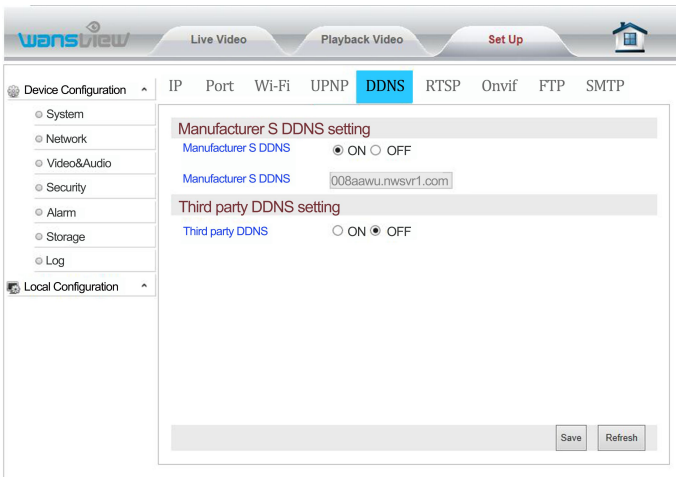 wansview
Live Video Playback Video Set Up
Device Configuration
System
Network
Video&Audio
Security
Alarm
Storage
Log
Local Configuration
IP Port Wi-Fi UPNP DDNS RTSP Onvif FTP SMTP
Manufacturer S DDNS setting
Manufacturer S DDNS ON OFF
Manufacturer S DDNS 008aawu.nwsvr1.com
Third party DDNS setting
Third party DDNS ON OFF
Save Refresh